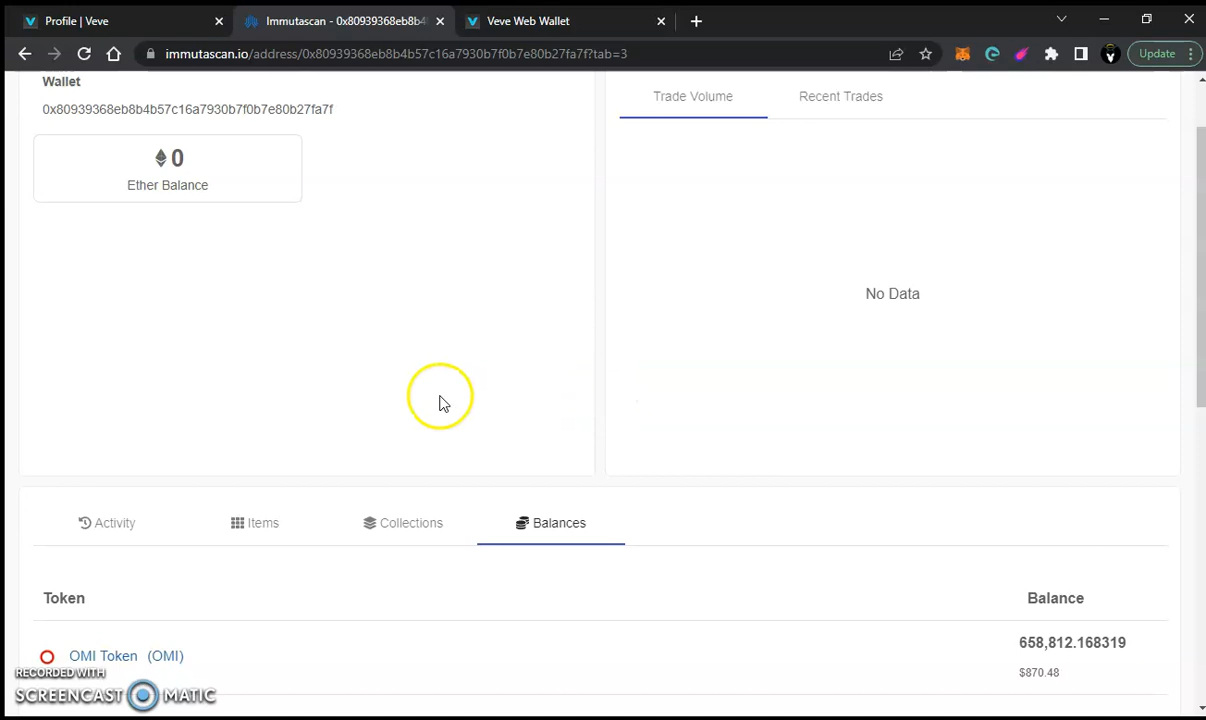 Profile | Veve
Immutascan - 0x80939368eb8b4
Veve Web Wallet
immutascan.io/address/0x80939368eb8b4b57c16a7930b7f0b7e80b27fa7f?tab=3
Update
Wallet
0x80939368eb8b4b57c16a7930b7f0b7e80b27fa7f
0
Ether Balance
Trade Volume
Recent Trades
No Data
Activity
Items
Collections
Balances
Token
Balance
OMI Token (OMI)
658,812.168319
$870.48
RECORDED WITH
SCREENCAST MATIC